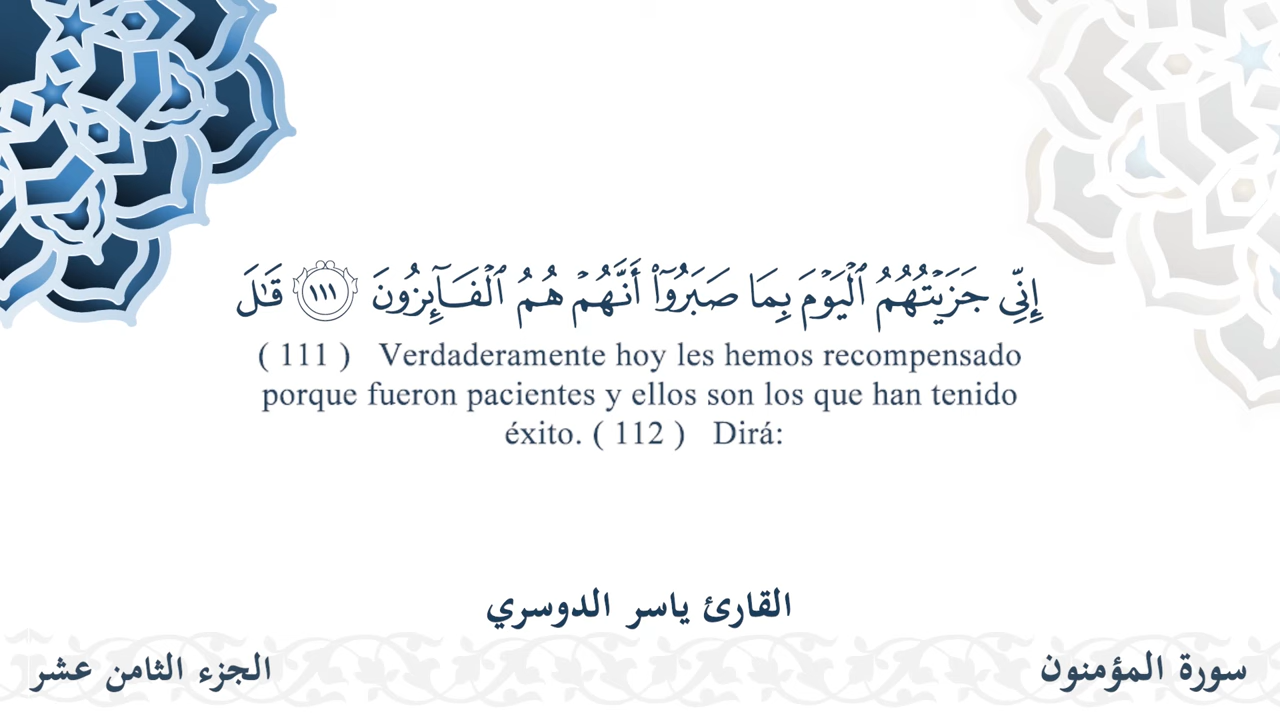 إِنِّي جَزَيْتُهُمُ ٱلْيَوْمَ بِمَا صَبَرُوٓا۟ أَنَّهُمْ هُمُ ٱلْفَآئِزُونَ ١١١ قَـٰلَ
( 111 ) Verdaderamente hoy les hemos recompensado
porque fueron pacientes y ellos son los que han tenido
éxito. ( 112 ) Dirá:
القارئ ياسر الدوسري
سورة المؤمنون
الجزء الثامن عشر